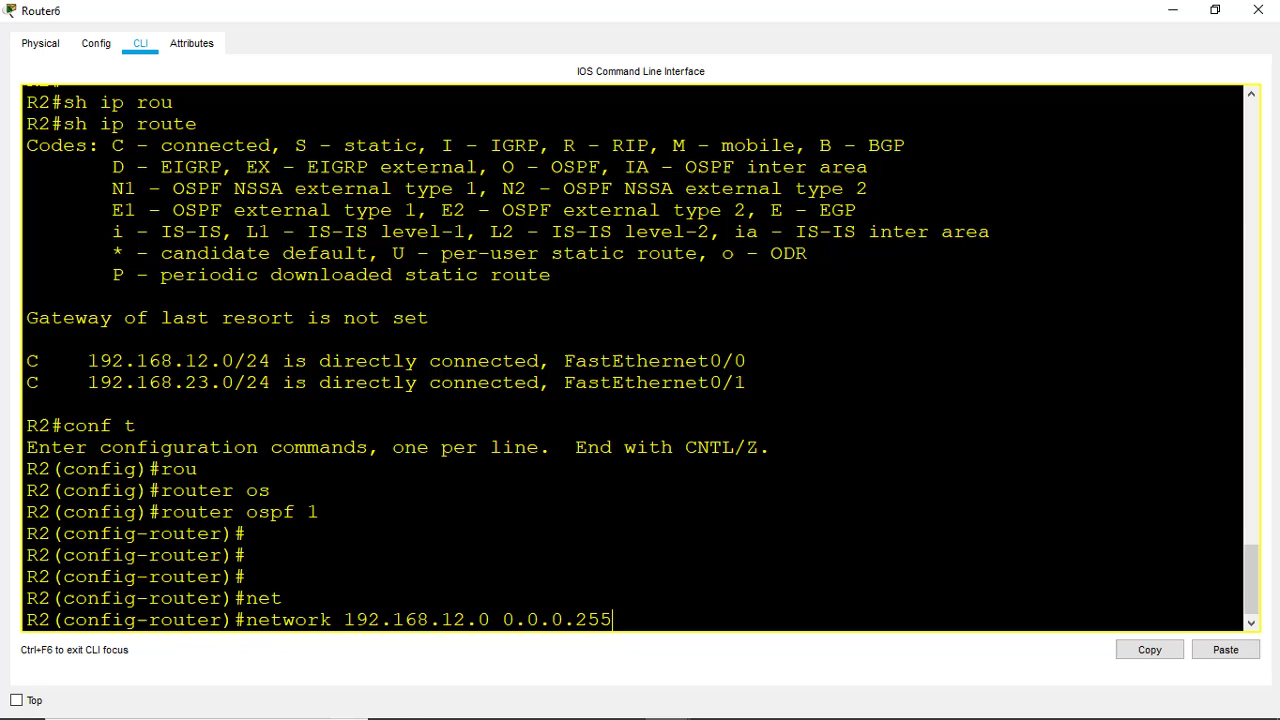 Router6
Physical Config CLI Attributes
IOS Command Line Interface
R2#sh ip rou
R2#sh ip route
Codes: C - connected, S - static, I - IGRP, R - RIP, M - mobile, B - BGP
D - EIGRP, EX - EIGRP external, O - OSPF, IA - OSPF inter area
N1 - OSPF NSSA external type 1, N2 - OSPF NSSA external type 2
E1 - OSPF external type 1, E2 - OSPF external type 2, E - EGP
i - IS-IS, L1 - IS-IS level-1, L2 - IS-IS level-2, ia - IS-IS inter area
* - candidate default, U - per-user static route, o - ODR
P - periodic downloaded static route
Gateway of last resort is not set
C 192.168.12.0/24 is directly connected, FastEthernet0/0
C 192.168.23.0/24 is directly connected, FastEthernet0/1
R2#conf t
Enter configuration commands, one per line. End with CNTL/Z.
R2(config)#rou
R2(config)#router os
R2(config)#router ospf 1
R2(config-router)#
R2(config-router)#
R2(config-router)#
R2(config-router)#net
R2(config-router)#network 192.168.12.0 0.0.0.255
Ctrl+F6 to exit CLI focus
Copy Paste
Top